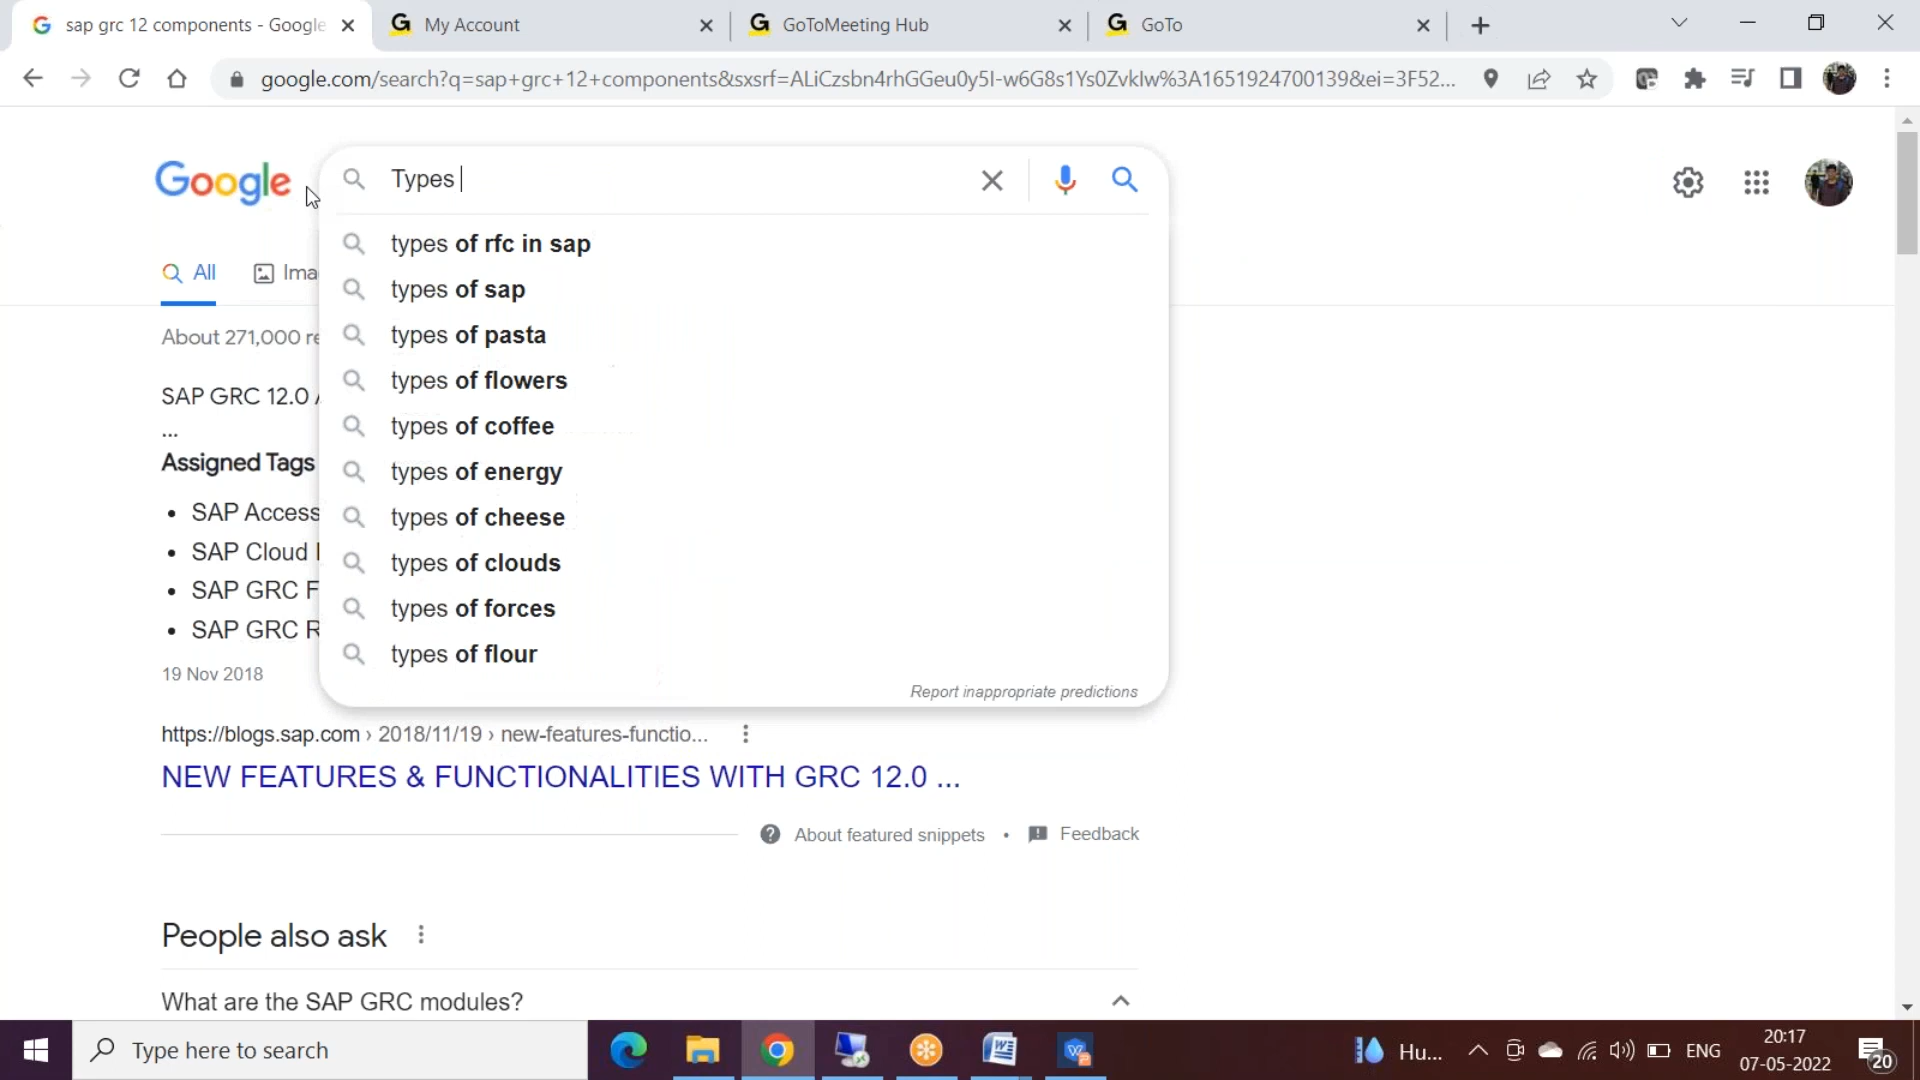 sap grc 12 components - Google
My Account
GoToMeeting Hub
GoTo
google.com/search?q=sap+grc+12+components&sxsrf=ALiCzsbn4rhGGeu0y5I-w6G8s1Ys0ZvkIw%3A1651924700139&ei=3F52...
Google
Types
types of rfc in sap
types of sap
types of pasta
types of flowers
types of coffee
types of energy
types of cheese
types of clouds
types of forces
types of flour
Report inappropriate predictions
All
Ima
About 271,000 re
SAP GRC 12.0
...
Assigned Tags
• SAP Access
• SAP Cloud
• SAP GRC F
• SAP GRC R
19 Nov 2018
https://blogs.sap.com › 2018/11/19 › new-features-functio...
NEW FEATURES & FUNCTIONALITIES WITH GRC 12.0 ...
About featured snippets • Feedback
People also ask
What are the SAP GRC modules?
Type here to search
Hu...
ENG
20:17
07-05-2022
20